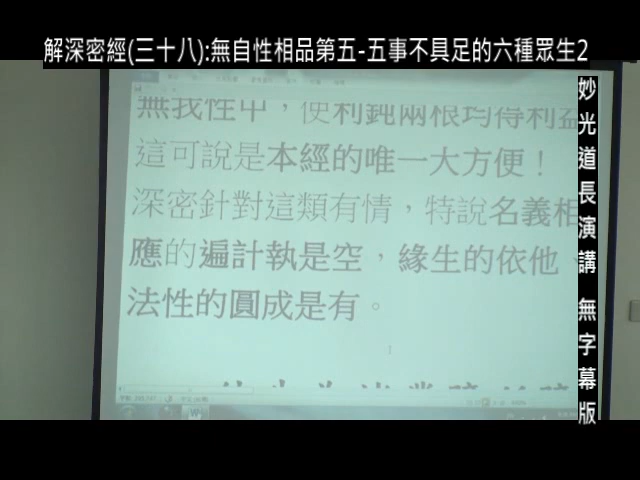 解深密經(三十八):無自性相品第五-五事不具足的六種眾生2
無我性中，使利鈍兩根均得利益
這可說是本經的唯一大方便！
深密針對這類有情，特說名義相
應的遍計執是空，緣生的依他
法性的圓成是有。
妙光道長演講 無字幕版